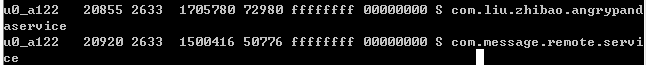 u0_a122   20855 2633  1705780 72980 ffffffff 00000000 S com.liu.zhibao.angrypand
aservice
u0_a122   20920 2633  1500416 50776 ffffffff 00000000 S com.message.remote.servi
ce